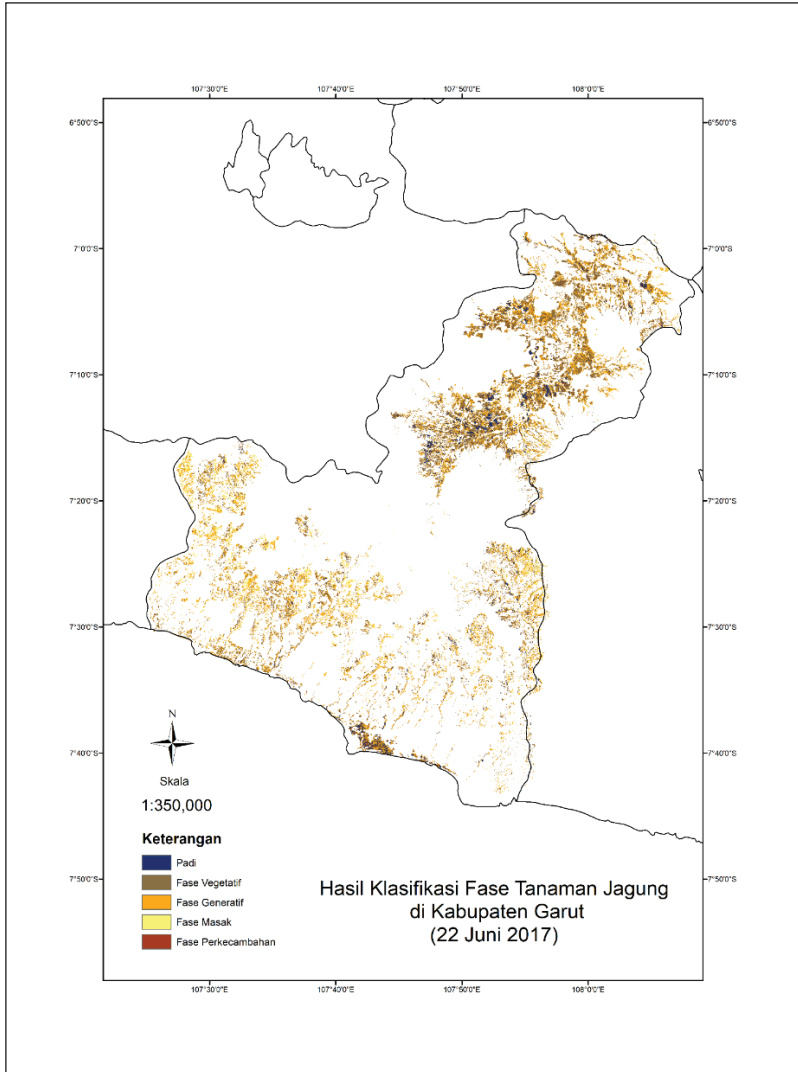 107°30'0"E 107°40'0"E 107°50'0"E 108°0'0"E
6°50'0"S 6°50'0"S
7°0'0"S 7°0'0"S
7°10'0"S 7°10'0"S
7°20'0"S 7°20'0"S
7°30'0"S 7°30'0"S
7°40'0"S 7°40'0"S
7°50'0"S 7°50'0"S
N
Skala
1:350,000
Keterangan
Padi
Fase Vegetatif
Fase Generatif
Fase Masak
Fase Perkecambahan
Hasil Klasifikasi Fase Tanaman Jagung
di Kabupaten Garut
(22 Juni 2017)
107°30'0"E 107°40'0"E 107°50'0"E 108°0'0"E